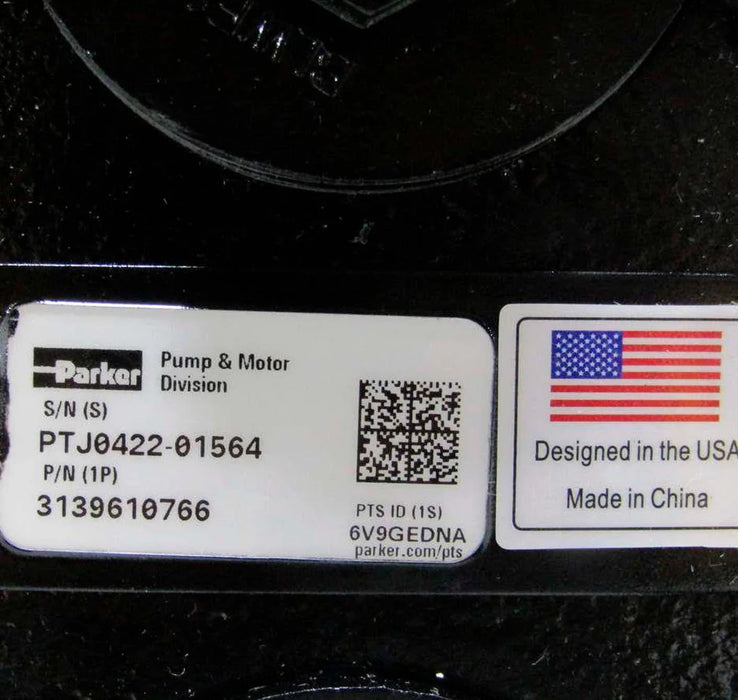 Parker
Pump & Motor
Division
S/N (S)
PTJ0422-01564
P/N (1P)
3139610766
PTS ID (1S)
6V9GEDNA
parker.com/pts
Designed in the USA
Made in China